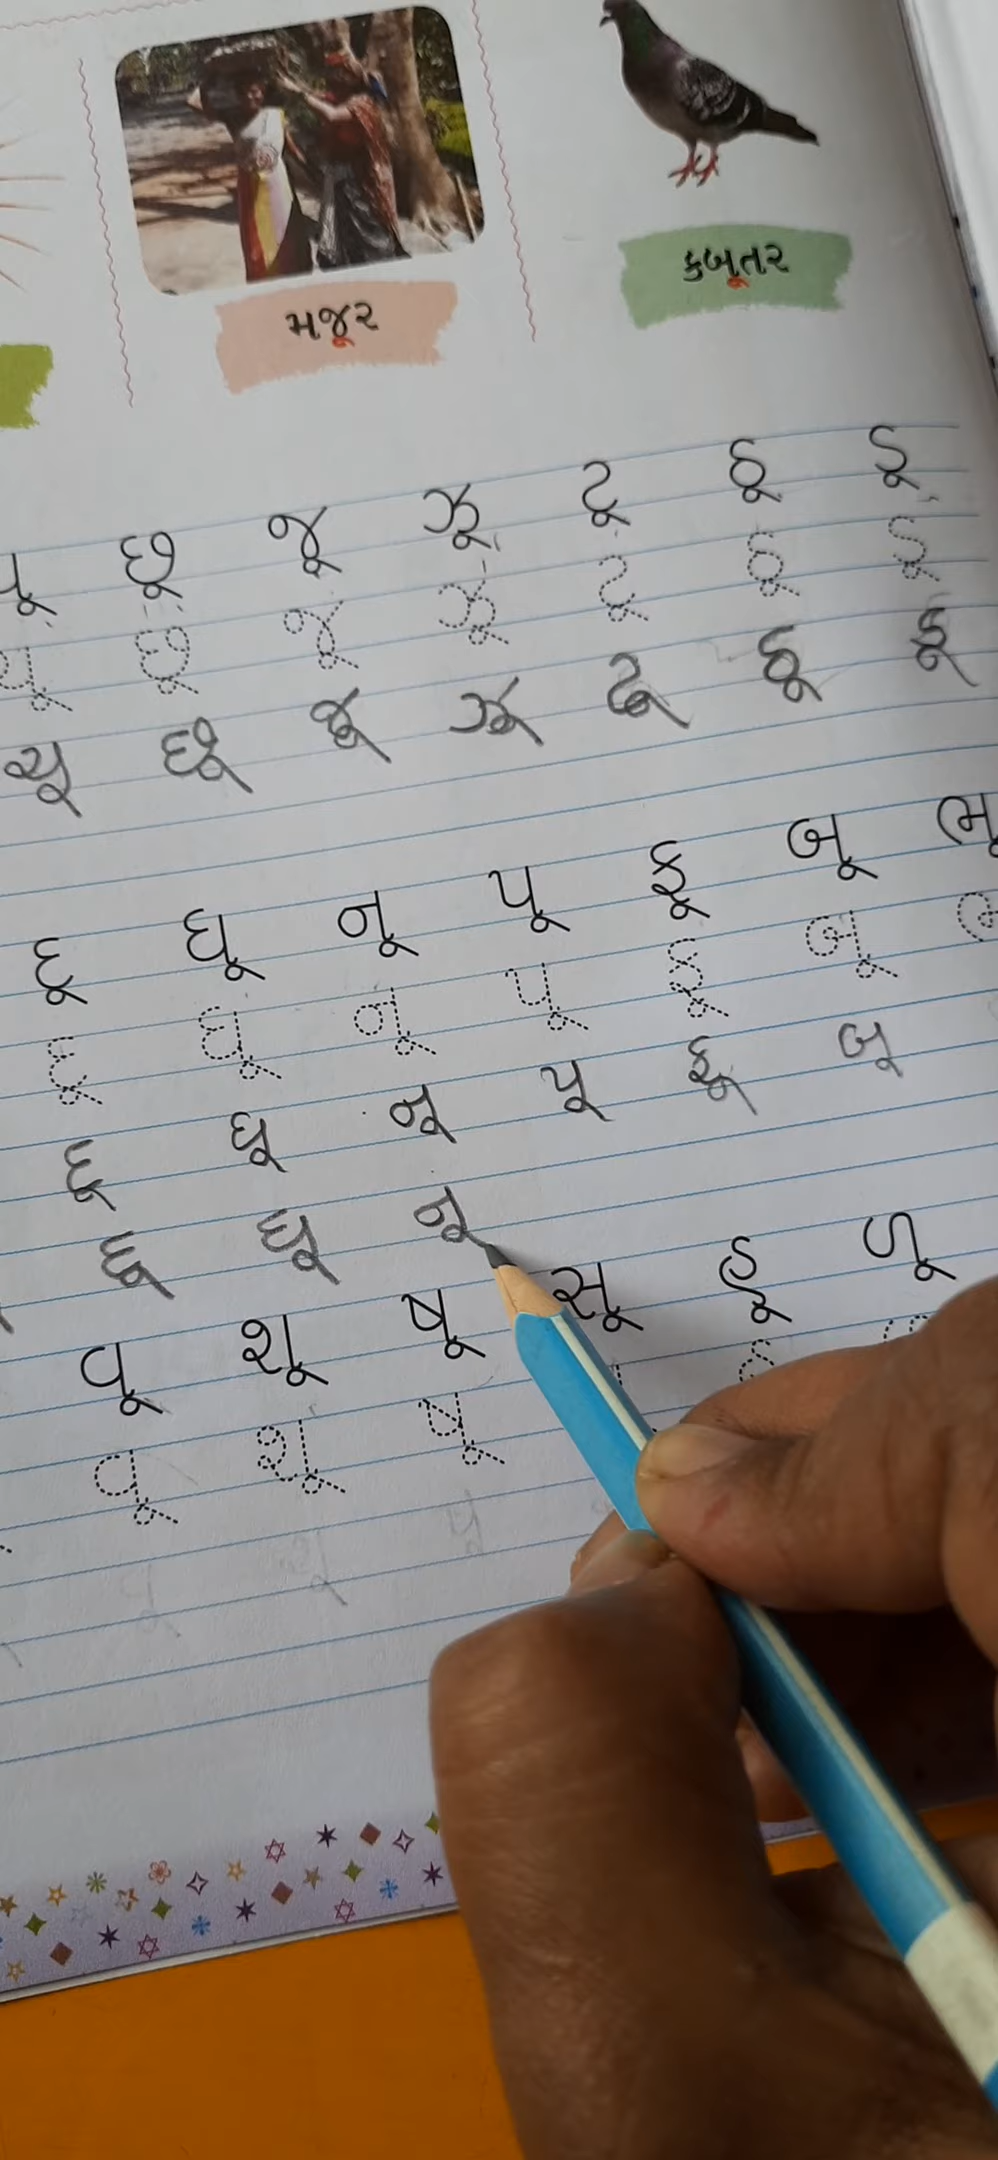 મજૂર કબૂતર
ચૂ છૂ જૂ ઝૂ ટૂ ઠૂ ડૂ
ચૂ છૂ જૂ ઝૂ ટૂ ઠૂ ડૂ
ચૂ છૂ જૂ ઝૂ ટૂ ઠૂ ડૂ
દૂ ધૂ નૂ પૂ ફૂ બૂ ભૂ
દૂ ધૂ નૂ પૂ ફૂ બૂ ભૂ
દૂ ધૂ નૂ પૂ ફૂ બૂ
દૂ ધૂ નૂ
વૂ શૂ ષૂ સૂ હૂ ળૂ
વૂ શૂ ષૂ